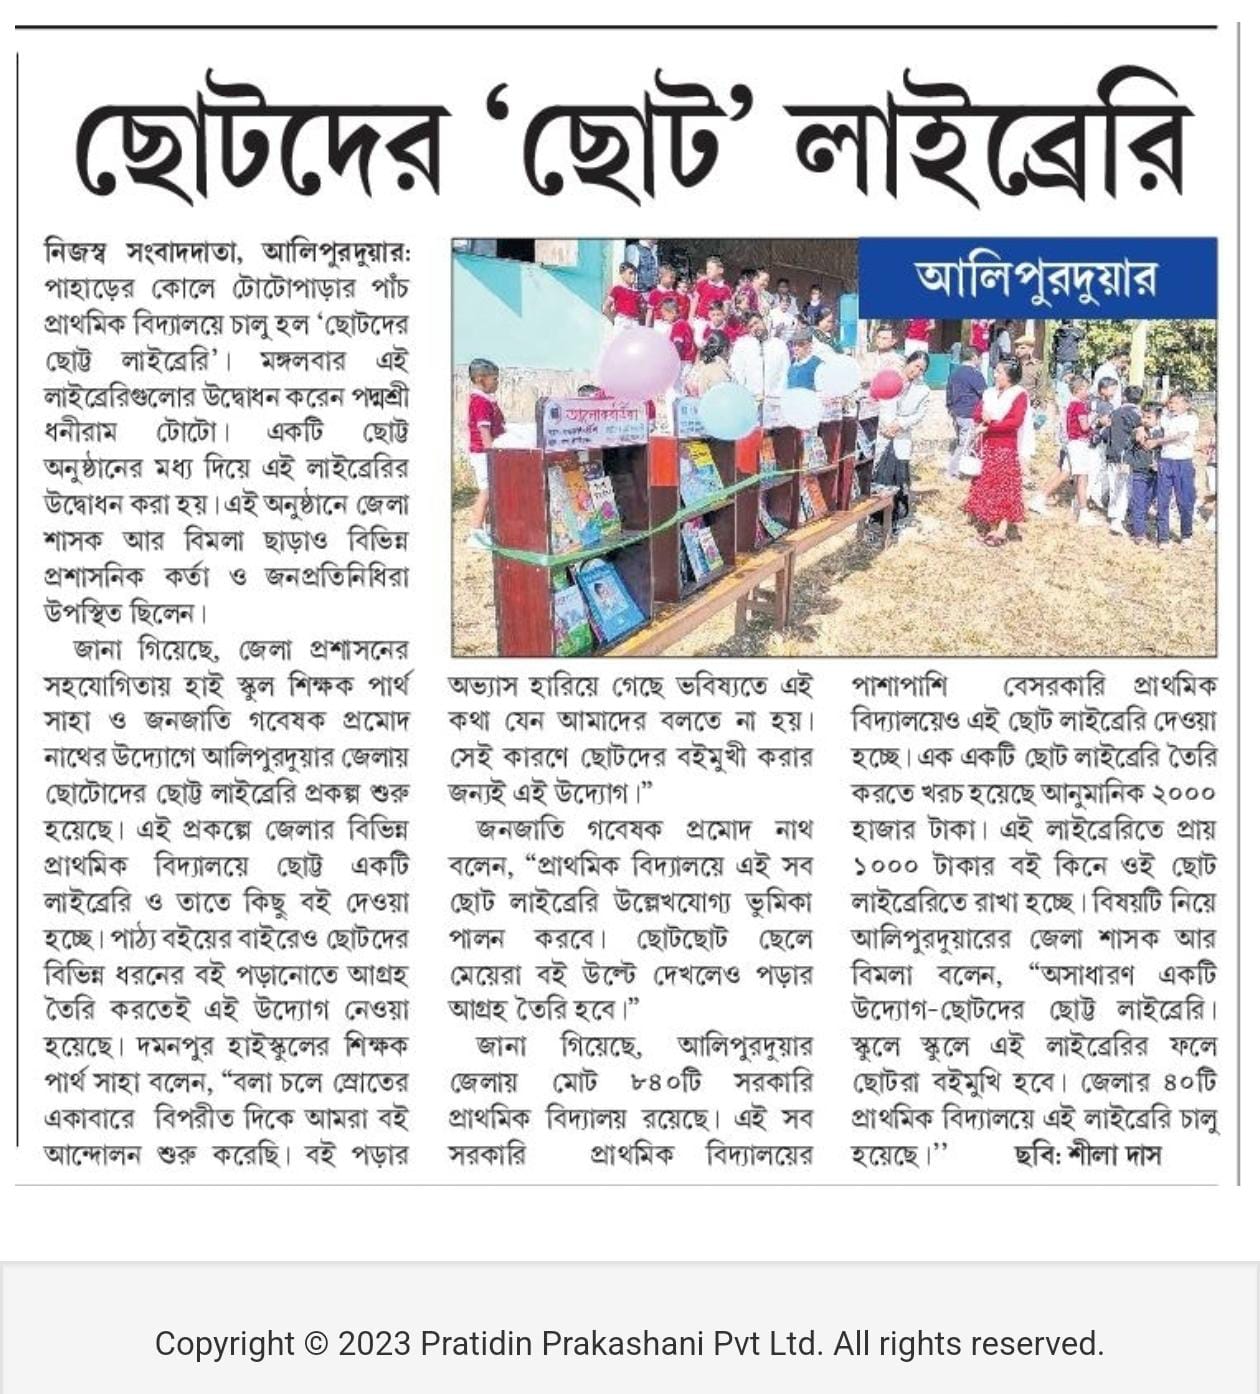 ছোটদের ‘ছোট’ লাইব্রেরি
নিজস্ব সংবাদদাতা, আলিপুরদুয়ার:
পাহাড়ের কোলে টোটোপাড়ার পাঁচ
প্রাথমিক বিদ্যালয়ে চালু হল ‘ছোটদের
ছোট্ট লাইব্রেরি’। মঙ্গলবার এই
লাইব্রেরিগুলোর উদ্বোধন করেন পদ্মশ্রী
ধনীরাম টোটো। একটি ছোট্ট
অনুষ্ঠানের মধ্য দিয়ে এই লাইব্রেরির
উদ্বোধন করা হয়। এই অনুষ্ঠানে জেলা
শাসক আর বিমলা ছাড়াও বিভিন্ন
প্রশাসনিক কর্তা ও জনপ্রতিনিধিরা
উপস্থিত ছিলেন।
জানা গিয়েছে, জেলা প্রশাসনের
সহযোগিতায় হাই স্কুল শিক্ষক পার্থ
সাহা ও জনজাতি গবেষক প্রমোদ
নাথের উদ্যোগে আলিপুরদুয়ার জেলায়
ছোটোদের ছোট্ট লাইব্রেরি প্রকল্প শুরু
হয়েছে। এই প্রকল্পে জেলার বিভিন্ন
প্রাথমিক বিদ্যালয়ে ছোট্ট একটি
লাইব্রেরি ও তাতে কিছু বই দেওয়া
হচ্ছে। পাঠ্য বইয়ের বাইরেও ছোটদের
বিভিন্ন ধরনের বই পড়ানোতে আগ্রহ
তৈরি করতেই এই উদ্যোগ নেওয়া
হয়েছে। দমনপুর হাইস্কুলের শিক্ষক
পার্থ সাহা বলেন, “বলা চলে স্রোতের
একাবারে বিপরীত দিকে আমরা বই
আন্দোলন শুরু করেছি। বই পড়ার
আলিপুরদুয়ার
আলোকবর্তিকা
অভ্যাস হারিয়ে গেছে ভবিষ্যতে এই
কথা যেন আমাদের বলতে না হয়।
সেই কারণে ছোটদের বইমুখী করার
জন্যই এই উদ্যোগ।”
জনজাতি গবেষক প্রমোদ নাথ
বলেন, “প্রাথমিক বিদ্যালয়ে এই সব
ছোট লাইব্রেরি উল্লেখযোগ্য ভূমিকা
পালন করবে। ছোটছোট ছেলে
মেয়েরা বই উল্টে দেখলেও পড়ার
আগ্রহ তৈরি হবে।”
জানা গিয়েছে, আলিপুরদুয়ার
জেলায় মোট ৮৪০টি সরকারি
প্রাথমিক বিদ্যালয় রয়েছে। এই সব
সরকারি প্রাথমিক বিদ্যালয়ের
পাশাপাশি বেসরকারি প্রাথমিক
বিদ্যালয়েও এই ছোট লাইব্রেরি দেওয়া
হচ্ছে। এক একটি ছোট লাইব্রেরি তৈরি
করতে খরচ হয়েছে আনুমানিক ২০০০
হাজার টাকা। এই লাইব্রেরিতে প্রায়
১০০০ টাকার বই কিনে ওই ছোট
লাইব্রেরিতে রাখা হচ্ছে। বিষয়টি নিয়ে
আলিপুরদুয়ারের জেলা শাসক আর
বিমলা বলেন, “অসাধারণ একটি
উদ্যোগ-ছোটদের ছোট্ট লাইব্রেরি।
স্কুলে স্কুলে এই লাইব্রেরির ফলে
ছোটরা বইমুখি হবে। জেলার ৪০টি
প্রাথমিক বিদ্যালয়ে এই লাইব্রেরি চালু
হয়েছে।’’ ছবি: শীলা দাস
Copyright © 2023 Pratidin Prakashani Pvt Ltd. All rights reserved.